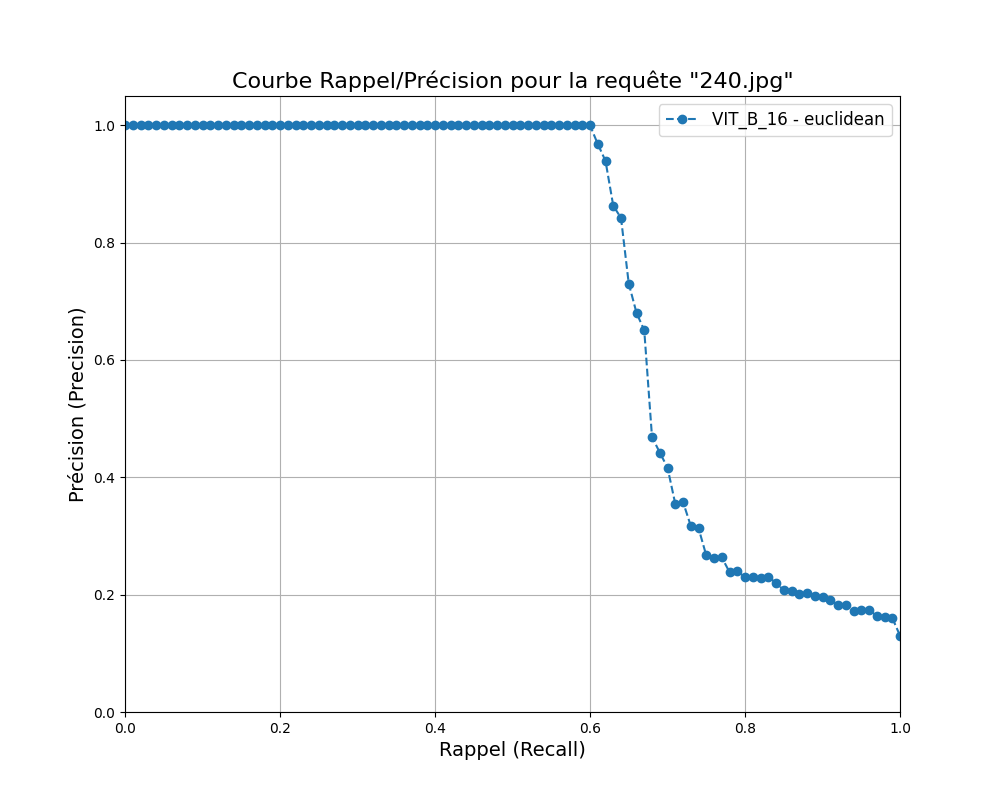 Courbe Rappel/Précision pour la requête "240.jpg"
VIT_B_16 - euclidean
1.0
0.8
0.6
0.4
0.2
0.0
Précision (Precision)
0.0 0.2 0.4 0.6 0.8 1.0
Rappel (Recall)